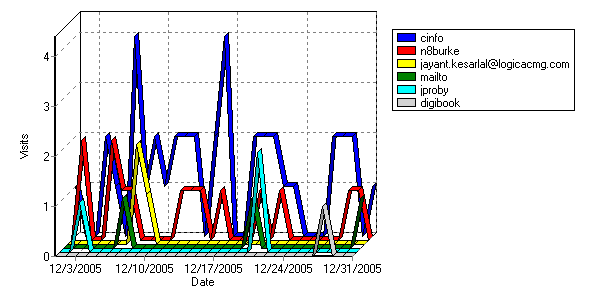 cinfo
n8burke
jayant.kesarlal@logicacmg.com
mailto
jproby
digibook
Visits
4
3
2
1
0
12/3/2005 12/10/2005 12/17/2005 12/24/2005 12/31/2005
Date